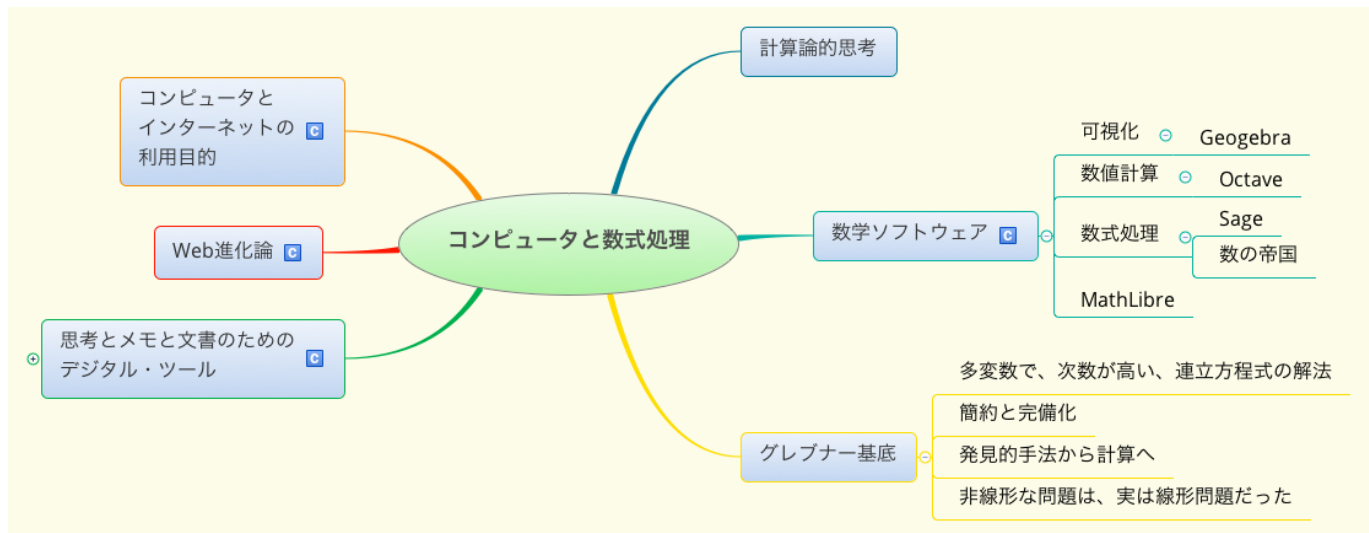 計算論的思考
コンピュータと
インターネットの
利用目的
C
Web進化論
C
思考とメモと文書のための
デジタル・ツール
C
コンピュータと数式処理
数学ソフトウェア
C
可視化
Geogebra
数値計算
Octave
数式処理
Sage
数の帝国
MathLibre
グレブナー基底
多変数で、次数が高い、連立方程式の解法
簡約と完備化
発見的手法から計算へ
非線形な問題は、実は線形問題だった